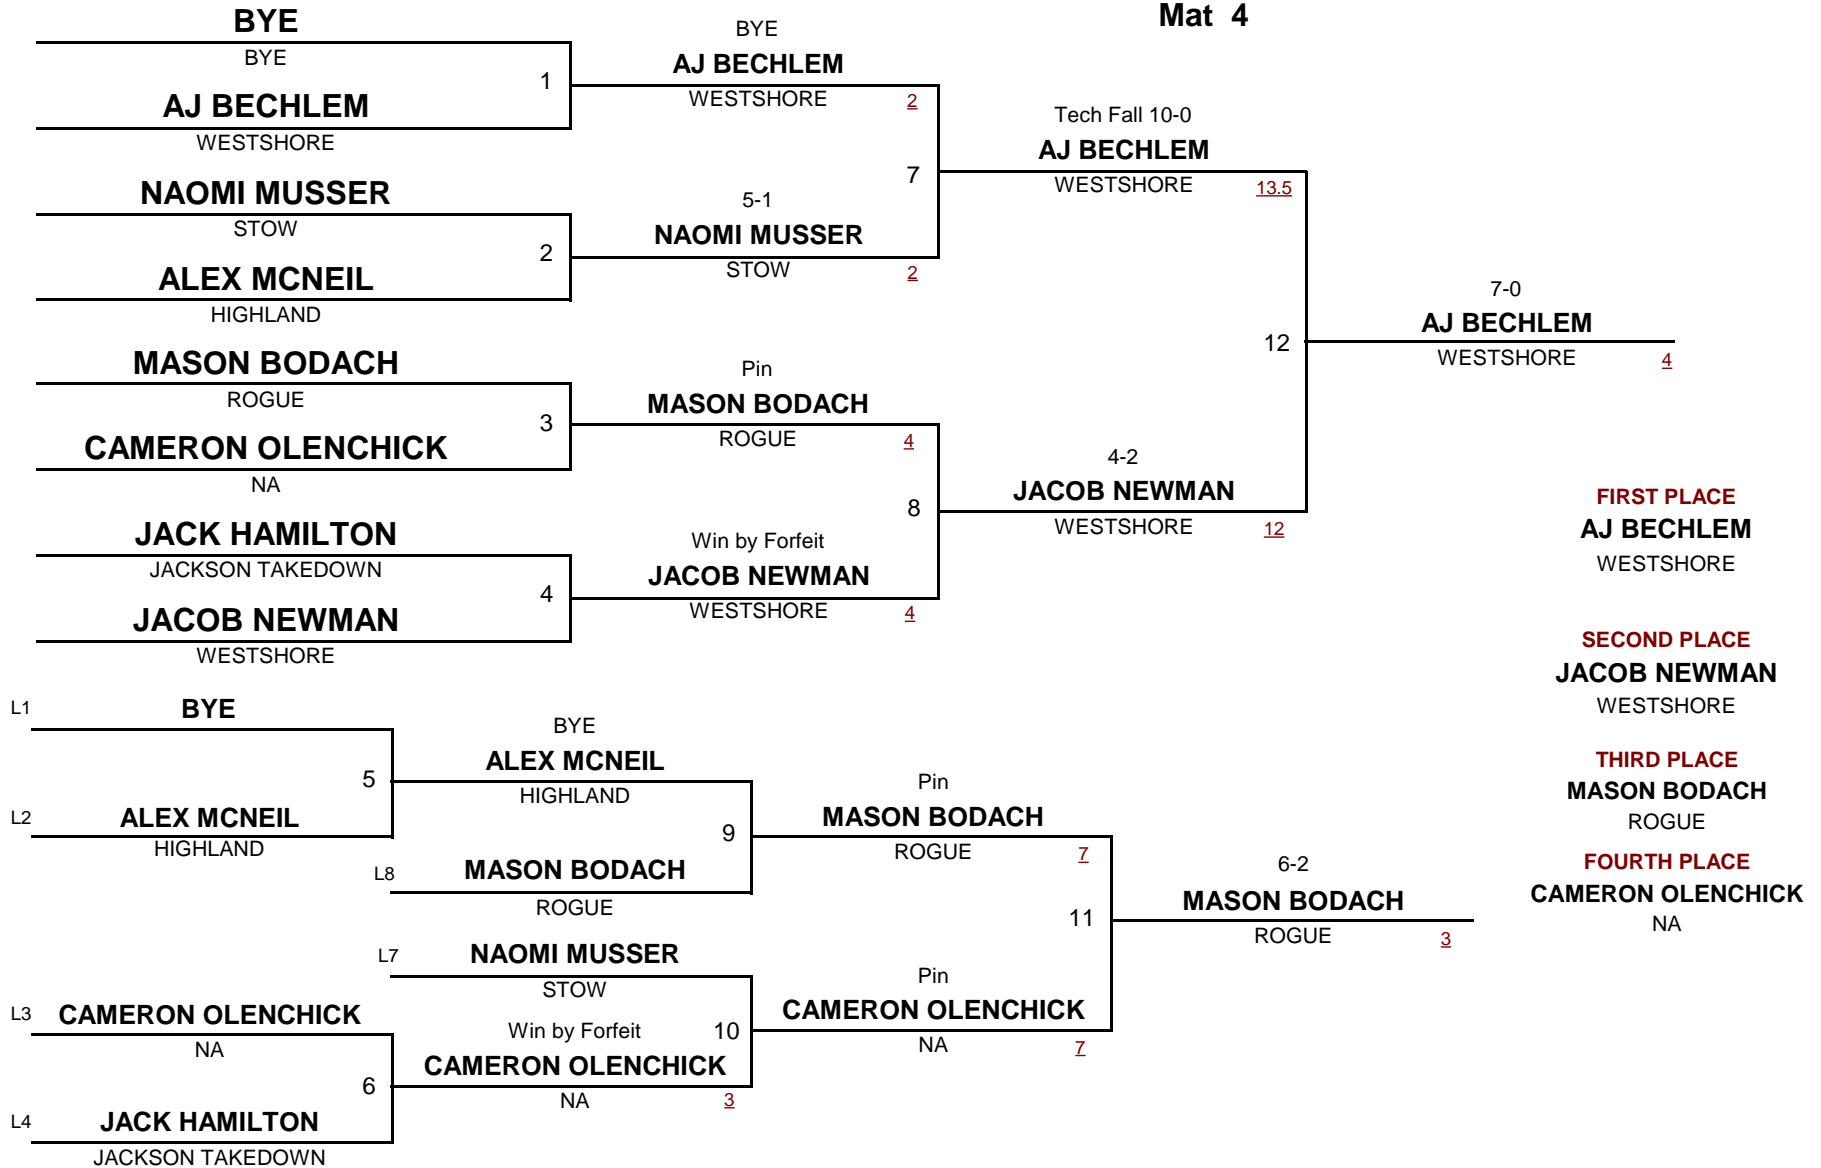 Mat 4
BYE
BYE
1
AJ BECHLEM
WESTSHORE
NAOMI MUSSER
STOW
2
ALEX MCNEIL
HIGHLAND
MASON BODACH
ROGUE
3
CAMERON OLENCHICK
NA
JACK HAMILTON
JACKSON TAKEDOWN
4
JACOB NEWMAN
WESTSHORE
BYE
AJ BECHLEM
WESTSHORE 2
7
5-1
NAOMI MUSSER
STOW 2
Pin
MASON BODACH
ROGUE 4
8
Win by Forfeit
JACOB NEWMAN
WESTSHORE 4
Tech Fall 10-0
AJ BECHLEM
WESTSHORE 13.5
12
4-2
JACOB NEWMAN
WESTSHORE 12
7-0
AJ BECHLEM
WESTSHORE 4
FIRST PLACE
AJ BECHLEM
WESTSHORE
SECOND PLACE
JACOB NEWMAN
WESTSHORE
THIRD PLACE
MASON BODACH
ROGUE
FOURTH PLACE
CAMERON OLENCHICK
NA
L1 BYE
5
L2 ALEX MCNEIL
HIGHLAND
BYE
ALEX MCNEIL
HIGHLAND
9
L8 MASON BODACH
ROGUE
L7 NAOMI MUSSER
STOW
10
L3 CAMERON OLENCHICK
NA
6
L4 JACK HAMILTON
JACKSON TAKEDOWN
Win by Forfeit
CAMERON OLENCHICK
NA 3
Pin
MASON BODACH
ROGUE 7
11
Pin
CAMERON OLENCHICK
NA 7
6-2
MASON BODACH
ROGUE 3